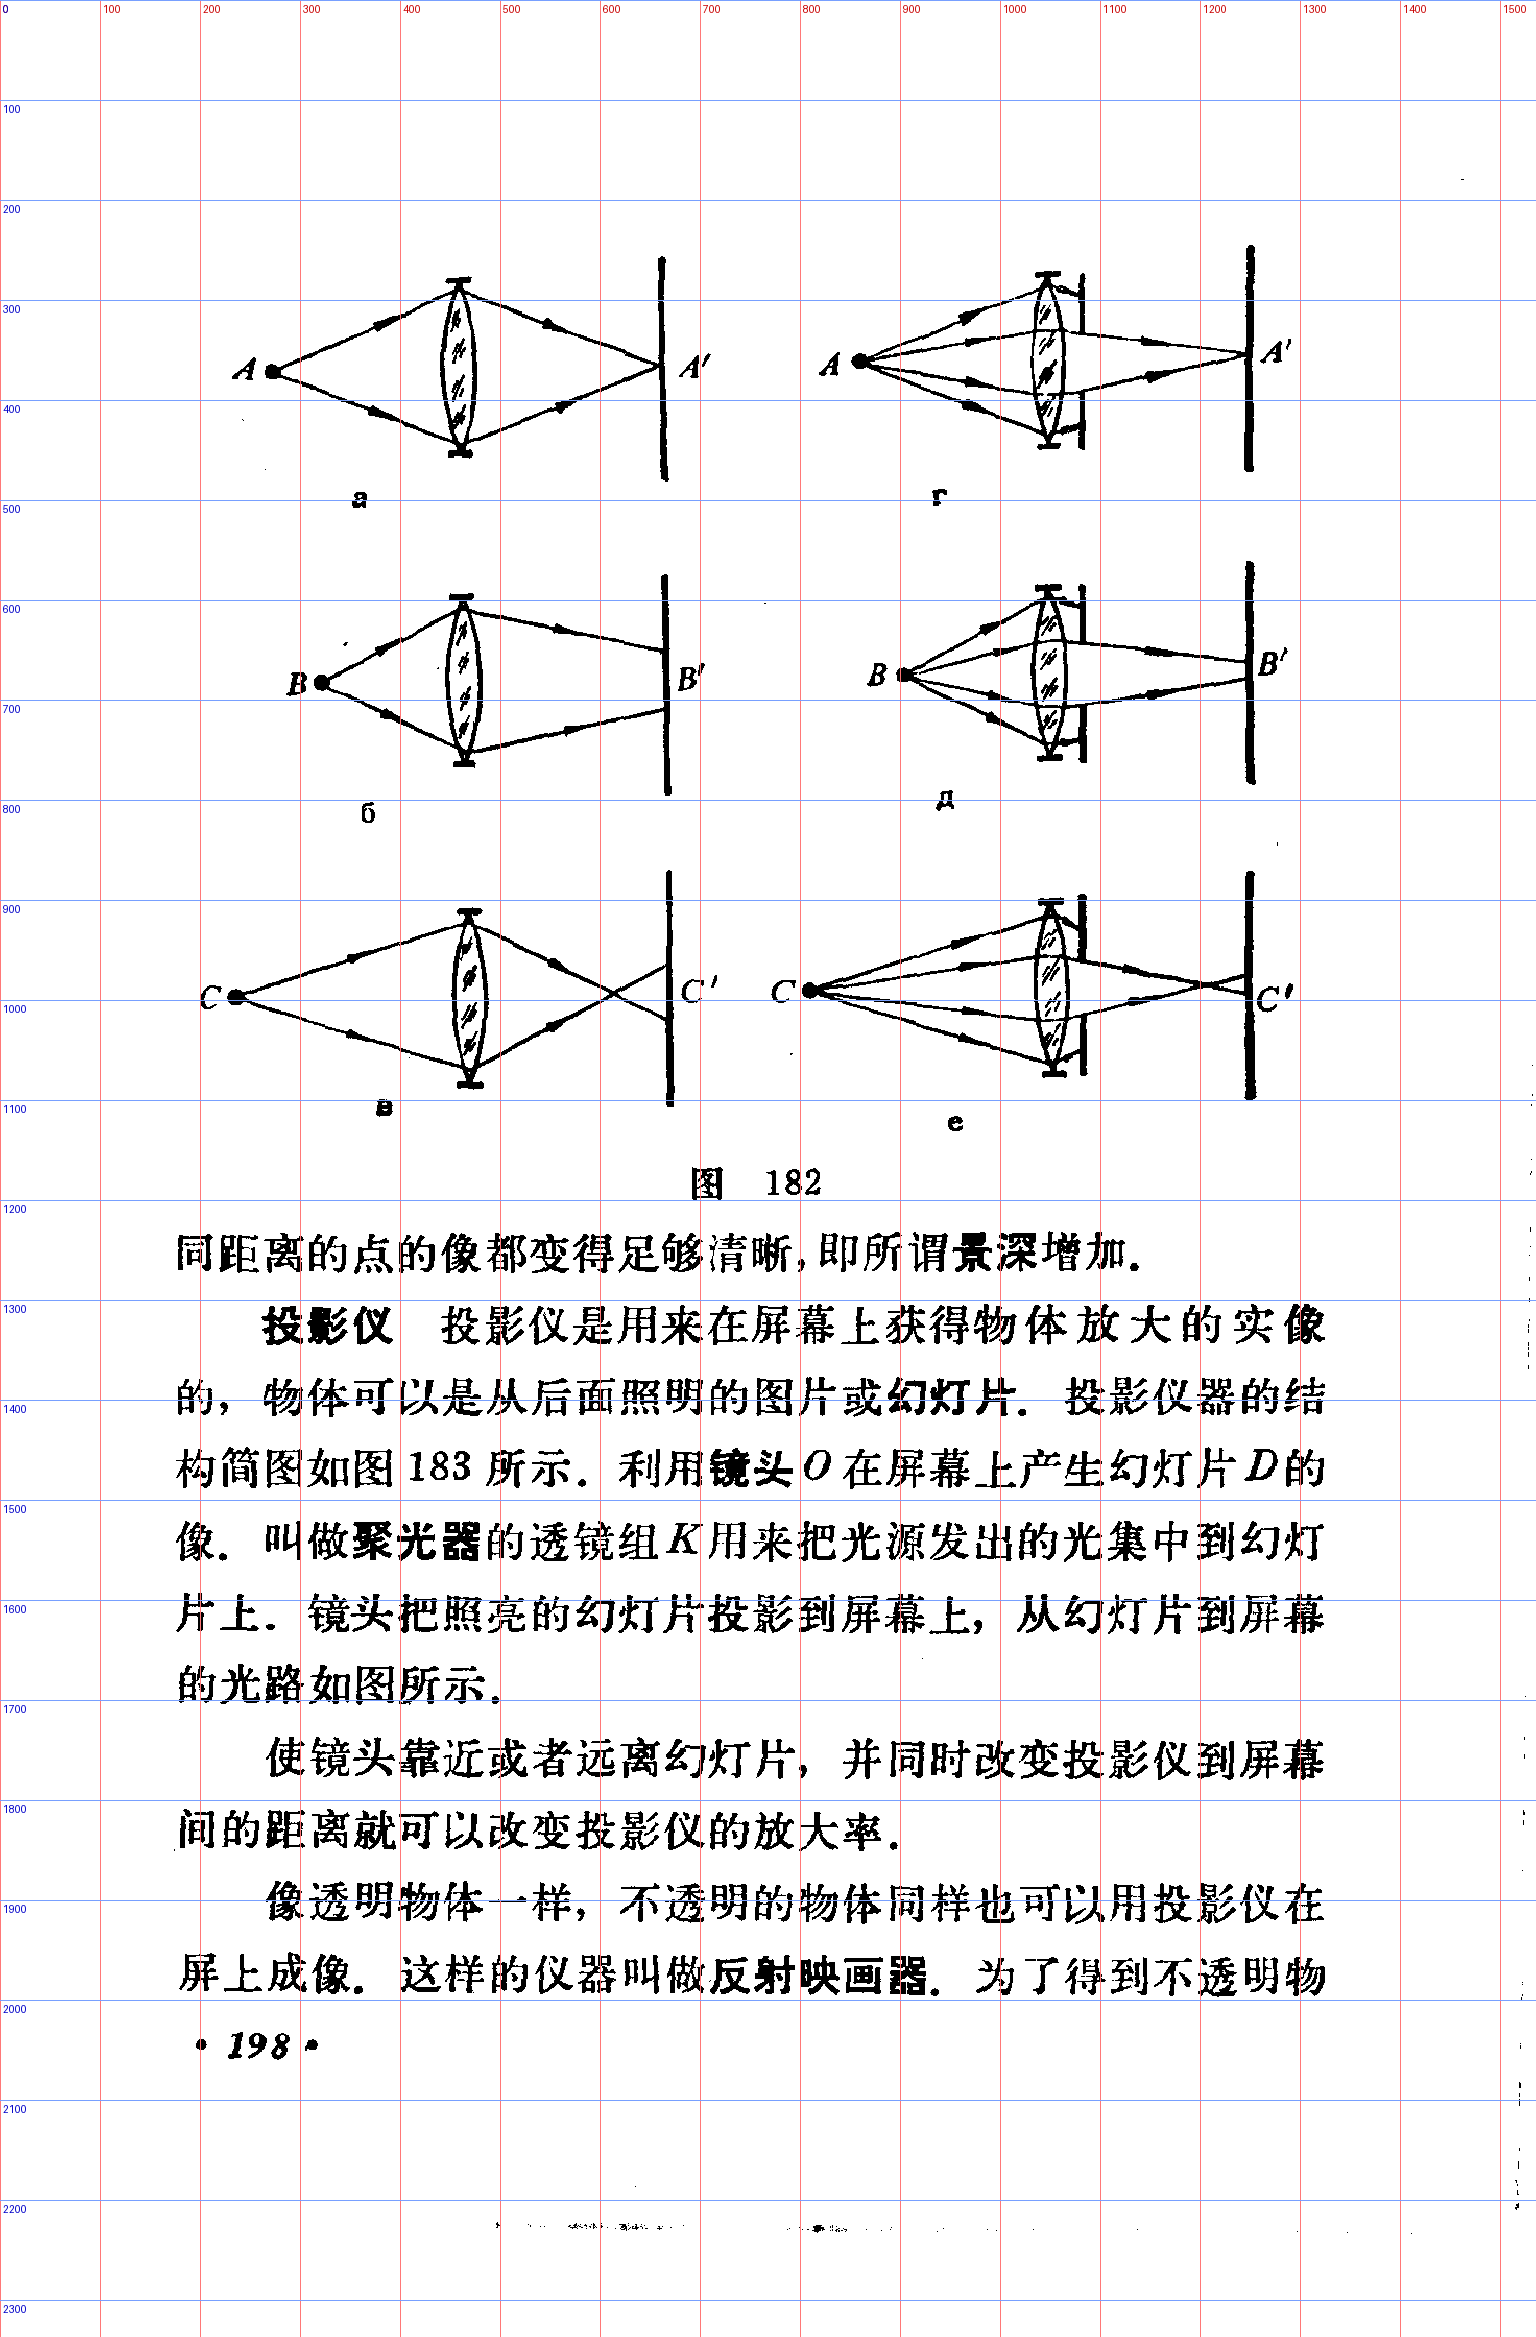 A A′ A A′
а г
B B′ B B′
б д
C C′ C C′
в е
图 182
同距离的点的像都变得足够清晰, 即所谓景深增加.
投影仪 投影仪是用来在屏幕上获得物体放大的实像
的, 物体可以是从后面照明的图片或幻灯片. 投影仪器的结
构简图如图 183 所示. 利用镜头 O 在屏幕上产生幻灯片 D 的
像. 叫做聚光器的透镜组 K 用来把光源发出的光集中到幻灯
片上. 镜头把照亮的幻灯片投影到屏幕上, 从幻灯片到屏幕
的光路如图所示.
使镜头靠近或者远离幻灯片, 并同时改变投影仪到屏幕
间的距离就可以改变投影仪的放大率.
像透明物体一样, 不透明的物体同样也可以用投影仪在
屏上成像. 这样的仪器叫做反射映画器. 为了得到不透明物
• 198 •